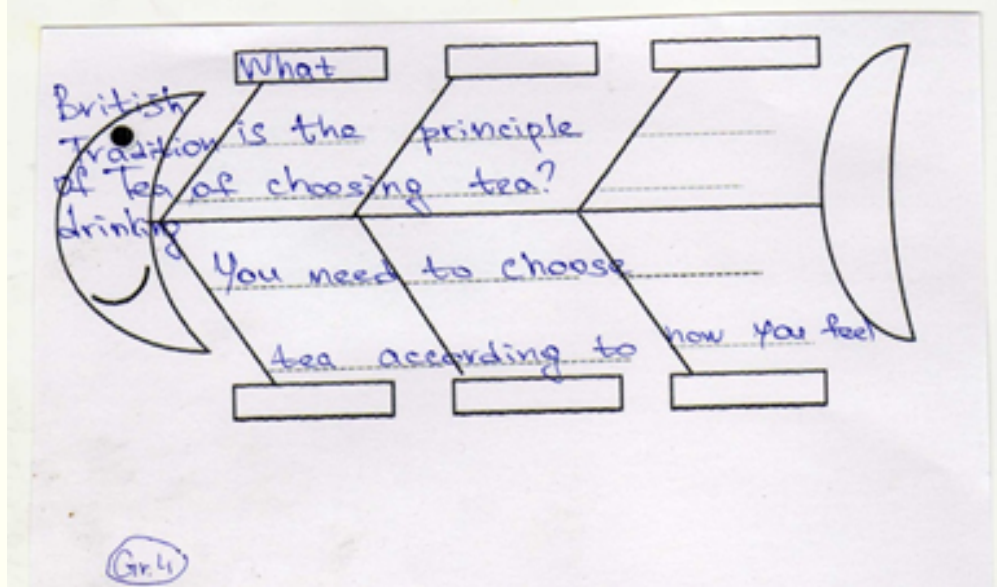 British
Tradition
of Tea
drinking
What
is the principle
of choosing tea?
You need to choose
tea according to how you feel
Gr.4